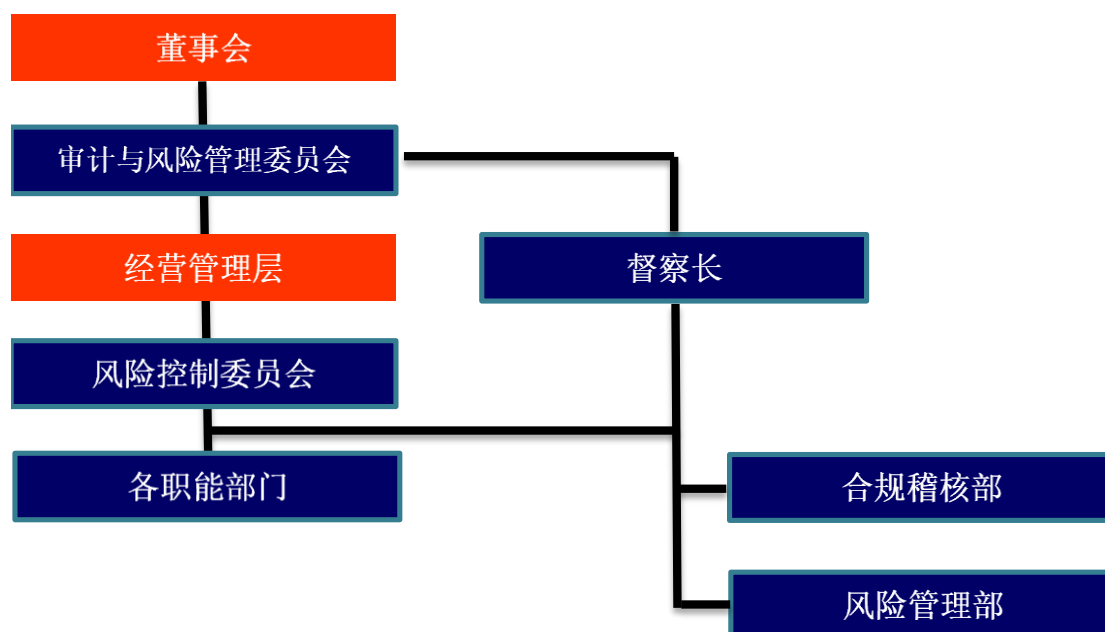 董事会
审计与风险管理委员会
经营管理层
督察长
风险控制委员会
各职能部门
合规稽核部
风险管理部